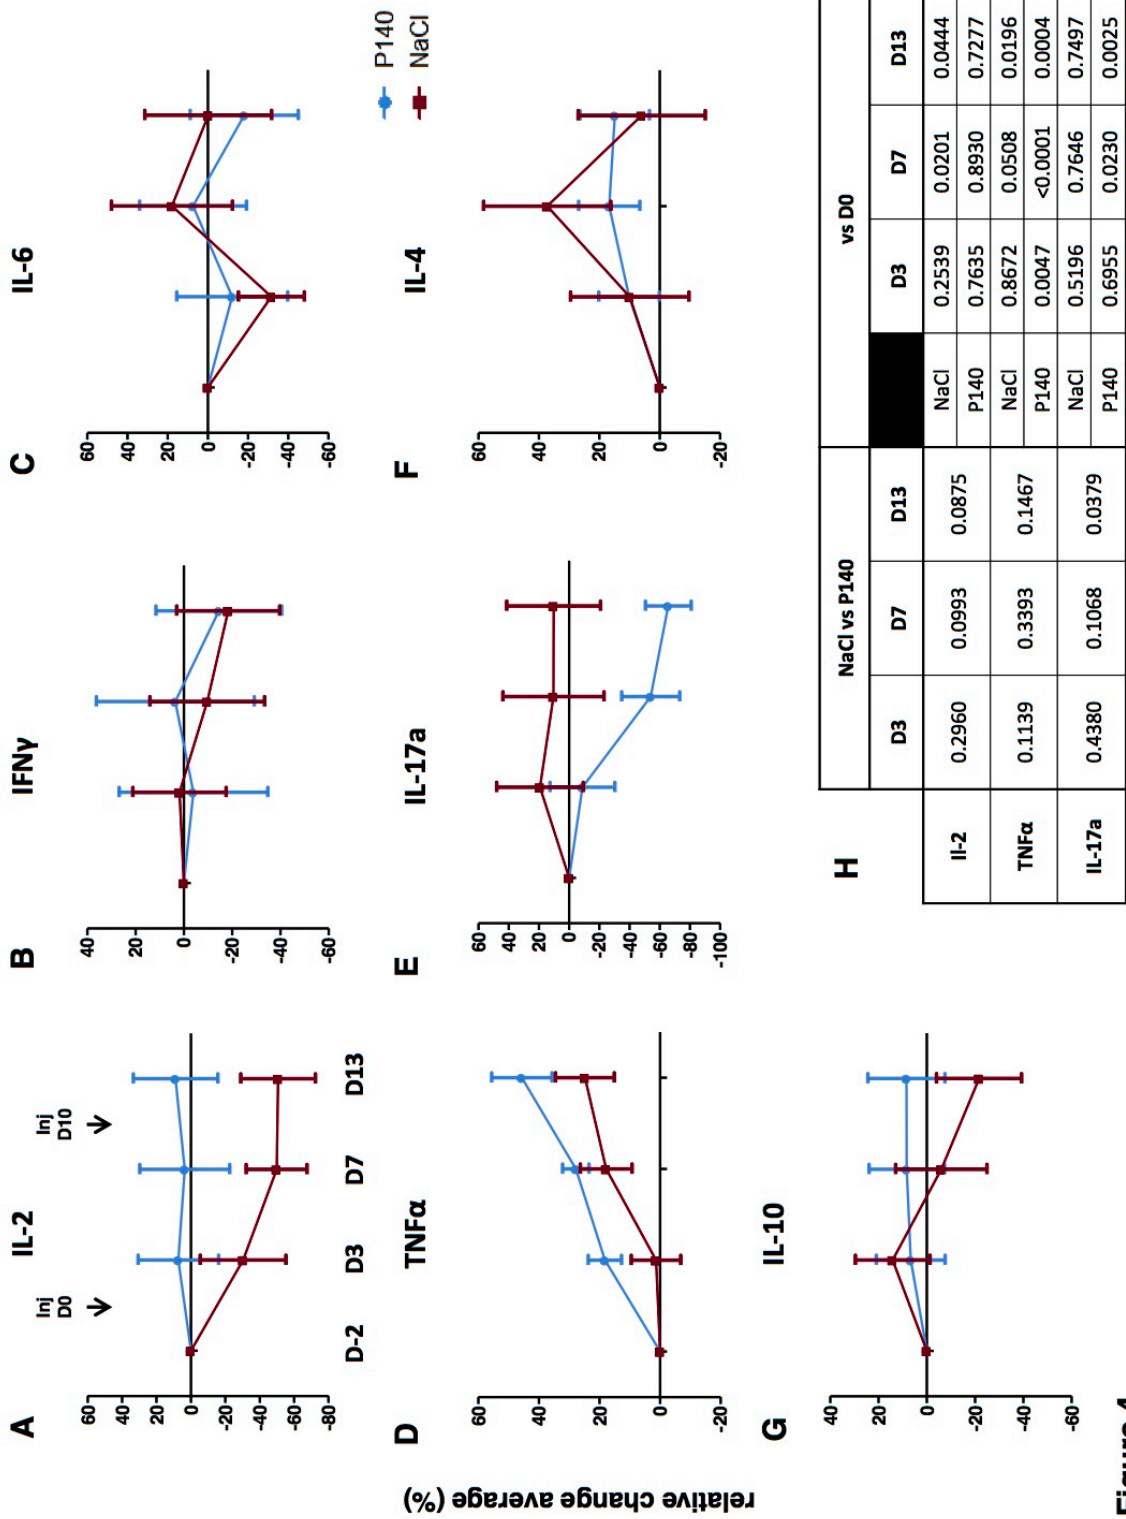 A
IL-2
Inj
D0
Inj
D10
60
40
20
0
-20
-40
-60
-80
D-2
D3
D7
D13
B
IFNγ
40
20
0
-20
-40
-60
C
IL-6
60
40
20
0
-20
-40
-60
P140
NaCl
D
TNFα
60
40
20
0
-20
E
IL-17a
60
40
20
0
-20
-40
-60
-80
-100
F
IL-4
60
40
20
0
-20
relative change average (%)
G
IL-10
40
20
0
-20
-40
-60
H
NaCl vs P140 vs D0
D3 D7 D13 D3 D7 D13
Il-2 0.2960 0.0993 0.0875 NaCl 0.2539 0.0201 0.0444
P140 0.7635 0.8930 0.7277
TNFα 0.1139 0.3393 0.1467 NaCl 0.8672 0.0508 0.0196
P140 0.0047 <0.0001 0.0004
IL-17a 0.4380 0.1068 0.0379 NaCl 0.5196 0.7646 0.7497
P140 0.6955 0.0230 0.0025
Figure 4